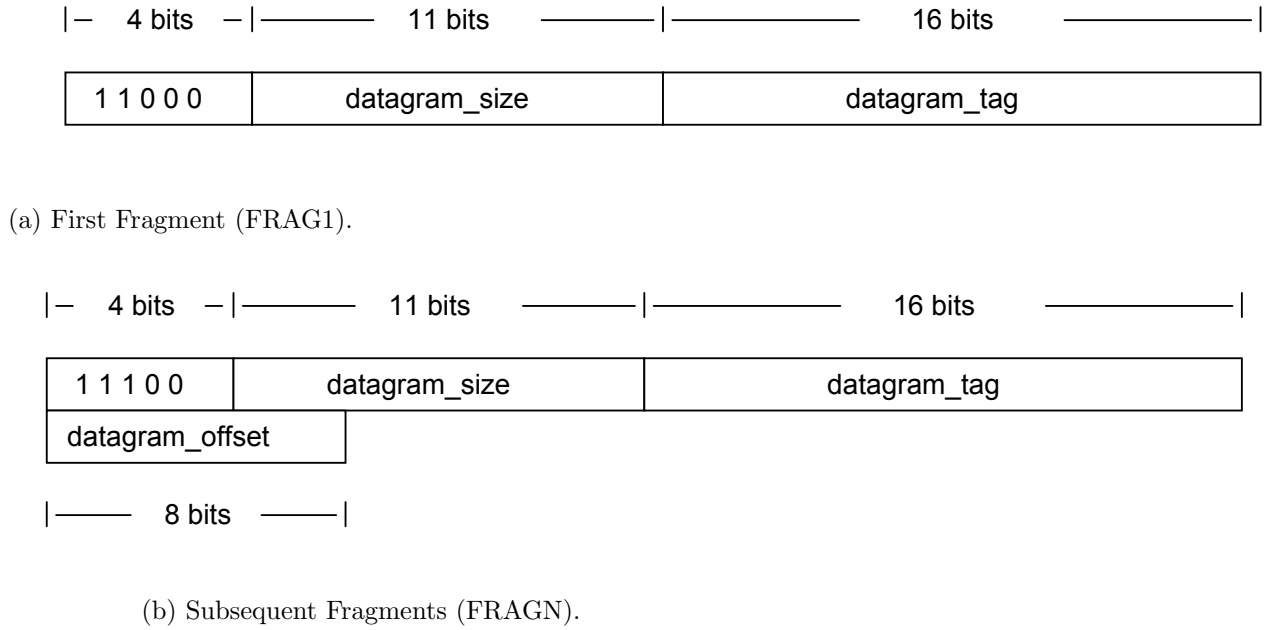 |– 4 bits –| 11 bits | 16 bits |
1 1 0 0 0 datagram_size datagram_tag
(a) First Fragment (FRAG1).
|– 4 bits –| 11 bits | 16 bits |
1 1 1 0 0 datagram_size datagram_tag
datagram_offset
| 8 bits |
(b) Subsequent Fragments (FRAGN).